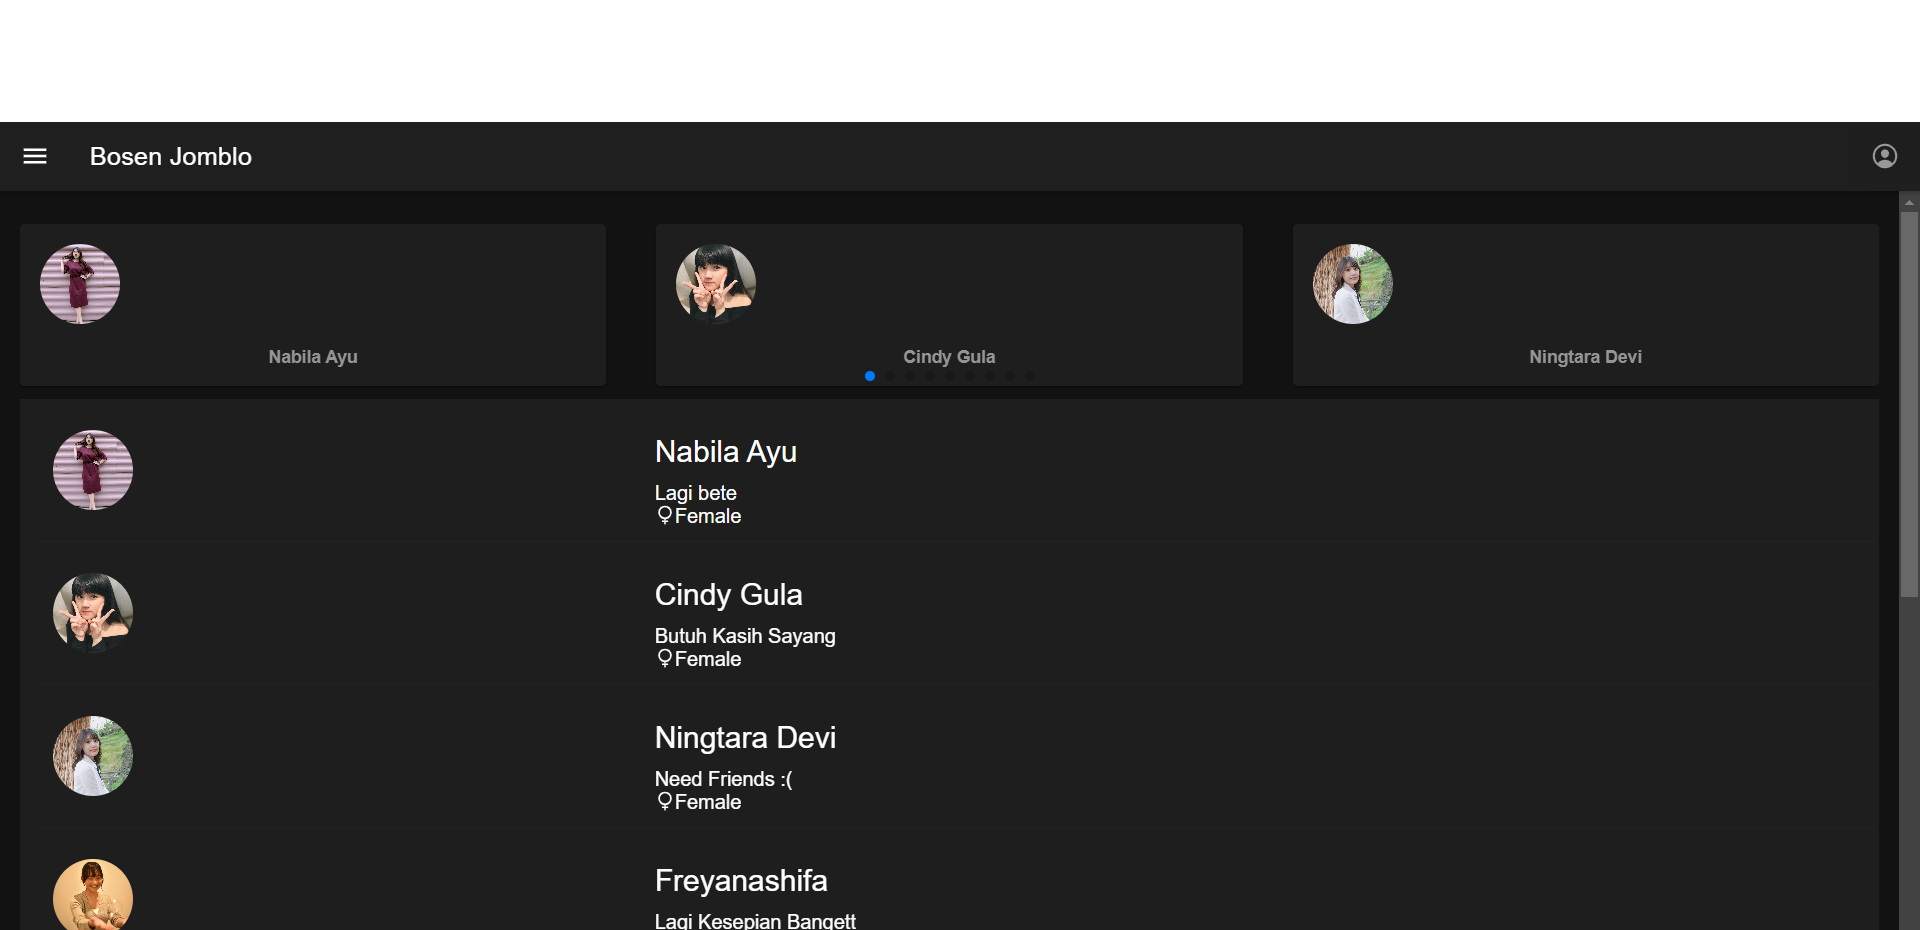 Bosen Jomblo
Nabila Ayu
Cindy Gula
Ningtara Devi
Nabila Ayu
Lagi bete
♀Female
Cindy Gula
Butuh Kasih Sayang
♀Female
Ningtara Devi
Need Friends :(
♀Female
Freyanashifa
Lagi Kesepian Bangett